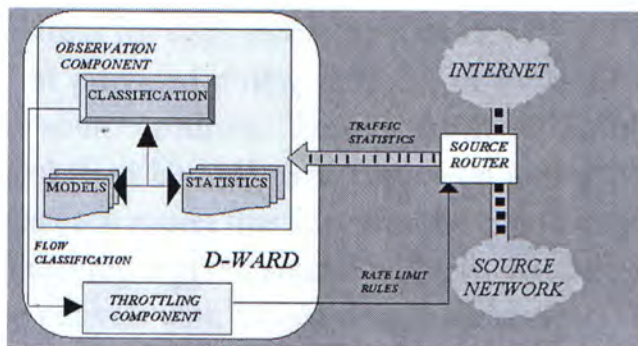 OBSERVATION
COMPONENT
CLASSIFICATION
MODELS
STATISTICS
FLOW
CLASSIFICATION
D-WARD
THROTTLING
COMPONENT
TRAFFIC
STATISTICS
RATE LIMIT
RULES
INTERNET
SOURCE
ROUTER
SOURCE
NETWORK